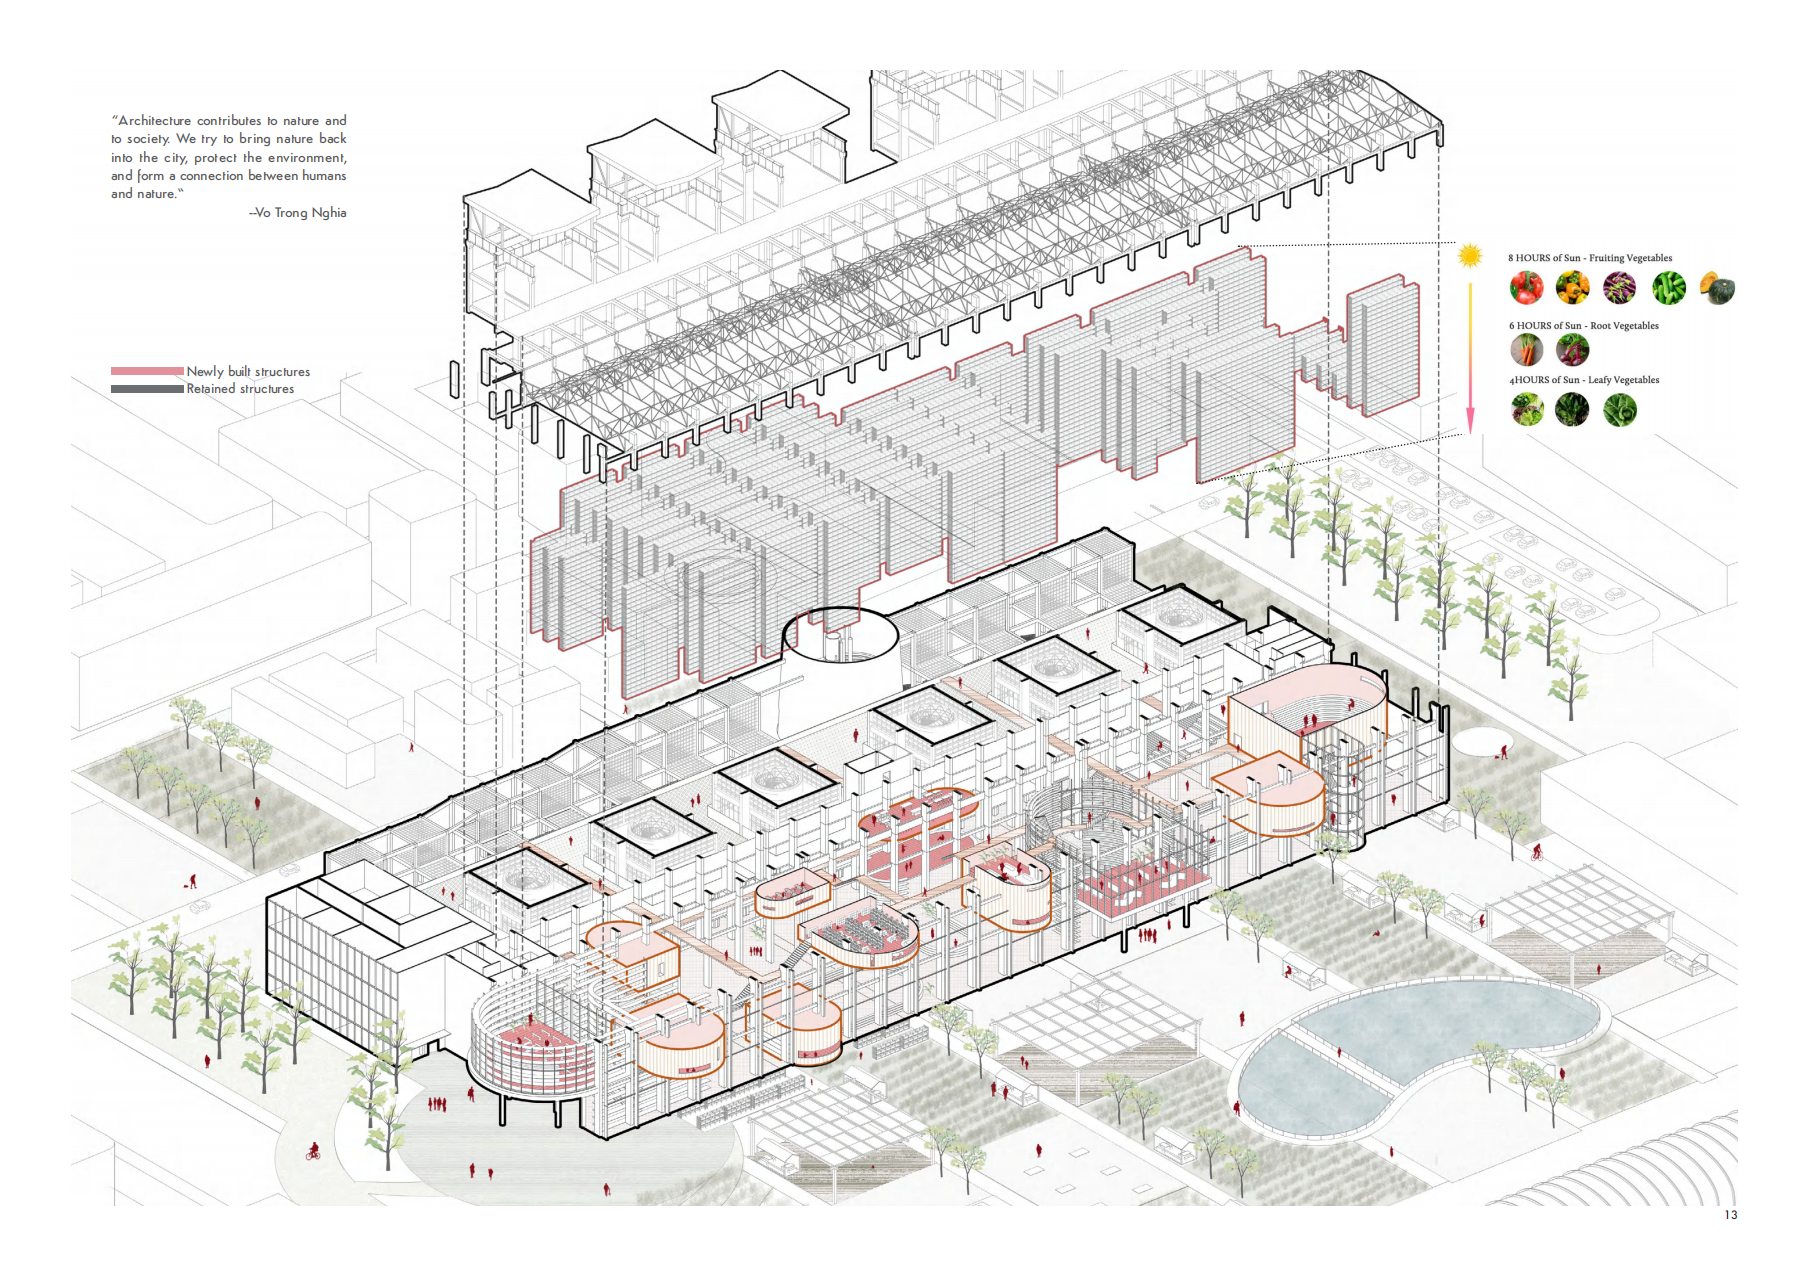 “Architecture contributes to nature and
to society. We try to bring nature back
into the city, protect the environment,
and form a connection between humans
and nature.“
--Vo Trong Nghia
8 HOURS of Sun - Fruiting Vegetables
6 HOURS of Sun - Root Vegetables
Newly built structures
4HOURS of Sun - Leafy Vegetables
Retained structures
13